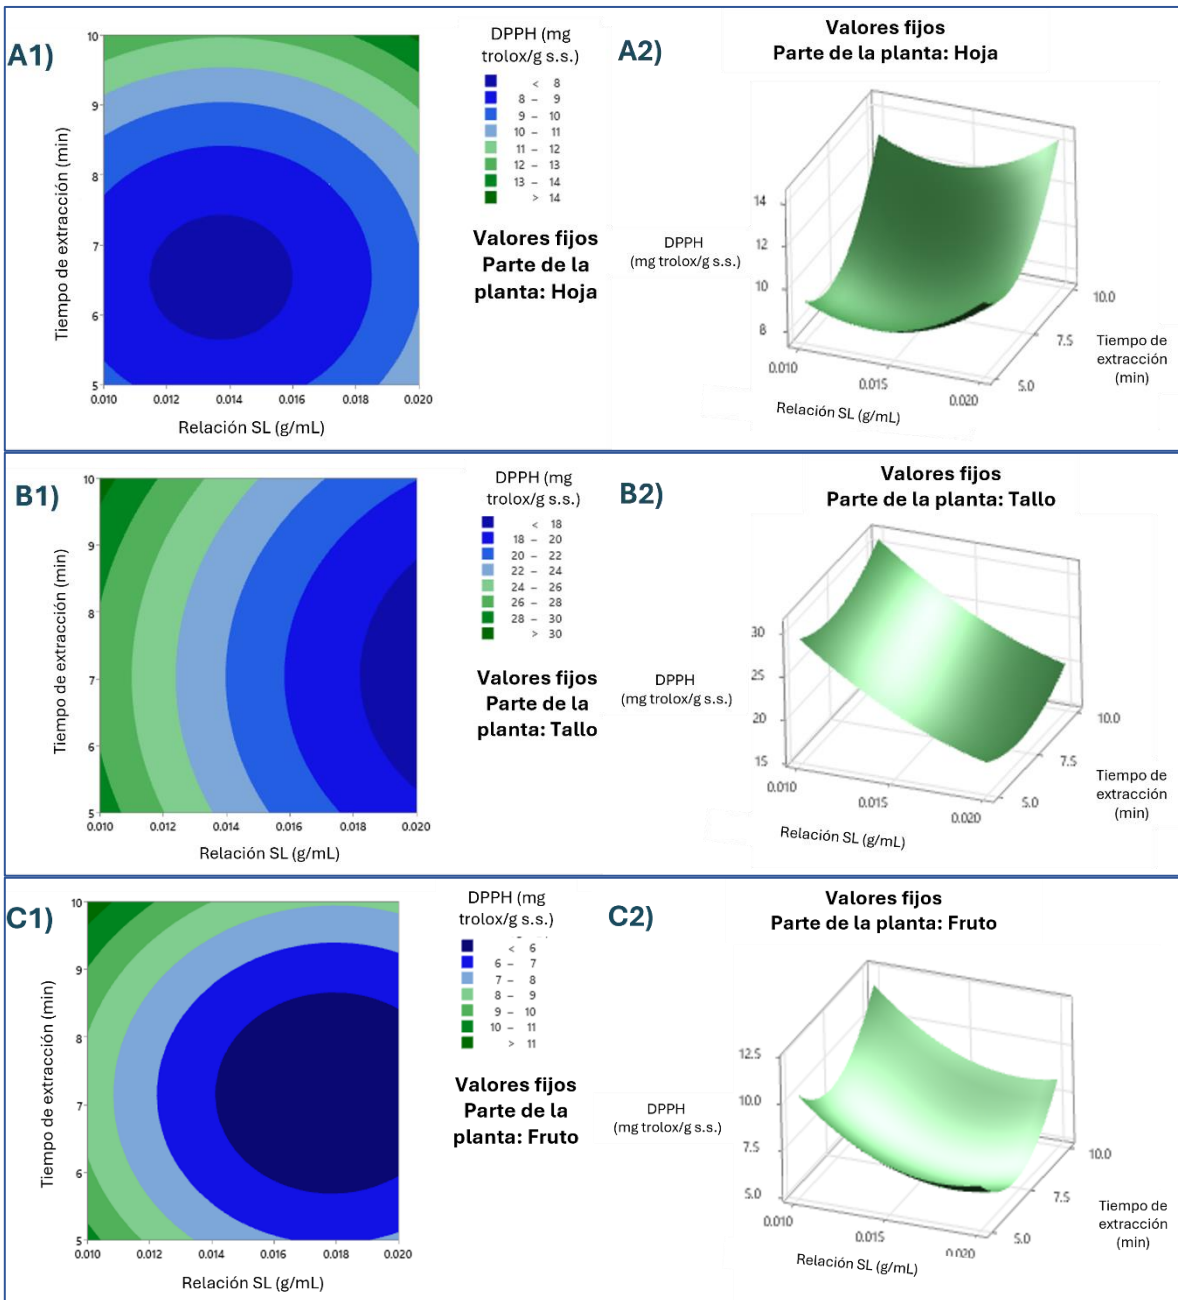 A1)
DPPH (mg
trolox/g s.s.)
< 8
8 – 9
9 – 10
10 – 11
11 – 12
12 – 13
13 – 14
> 14
Valores fijos
Parte de la
planta: Hoja
Tiempo de extracción (min)
10
9
8
7
6
5
0.010 0.012 0.014 0.016 0.018 0.020
Relación SL (g/mL)
A2)
Valores fijos
Parte de la planta: Hoja
DPPH
(mg trolox/g s.s.)
14
12
10
8
0.010
0.015
0.020
Relación SL (g/mL)
10.0
7.5
5.0
Tiempo de
extracción
(min)
B1)
DPPH (mg
trolox/g s.s.)
< 18
18 – 20
20 – 22
22 – 24
24 – 26
26 – 28
28 – 30
> 30
Valores fijos
Parte de la
planta: Tallo
Tiempo de extracción (min)
10
9
8
7
6
5
0.010 0.012 0.014 0.016 0.018 0.020
Relación SL (g/mL)
B2)
Valores fijos
Parte de la planta: Tallo
DPPH
(mg trolox/g s.s.)
30
25
20
15
0.010
0.015
0.020
Relación SL (g/mL)
10.0
7.5
5.0
Tiempo de
extracción
(min)
C1)
DPPH (mg
trolox/g s.s.)
< 6
6 – 7
7 – 8
8 – 9
9 – 10
10 – 11
> 11
Valores fijos
Parte de la
planta: Fruto
Tiempo de extracción (min)
10
9
8
7
6
5
0.010 0.012 0.014 0.016 0.018 0.020
Relación SL (g/mL)
C2)
Valores fijos
Parte de la planta: Fruto
DPPH
(mg trolox/g s.s.)
12.5
10.0
7.5
5.0
0.010
0.015
0.020
Relación SL (g/mL)
10.0
7.5
5.0
Tiempo de
extracción
(min)